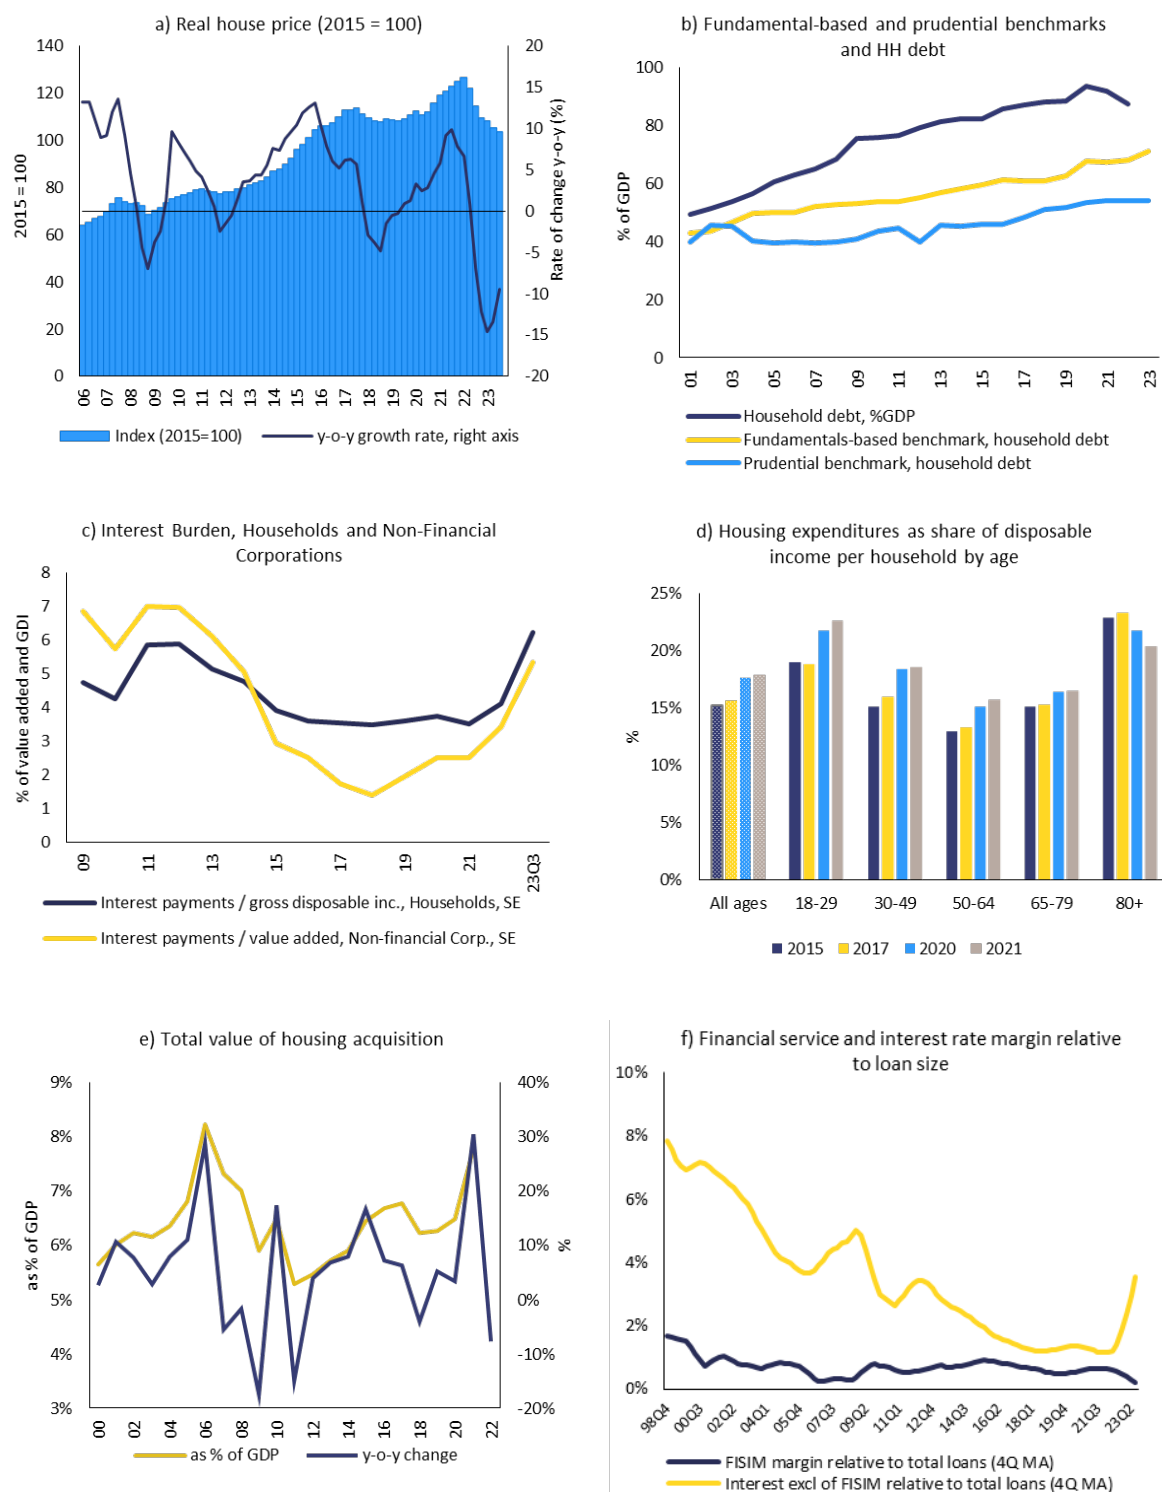 a) Real house price (2015 = 100)
140
120
100
80
60
40
20
0
2015 = 100
20
15
10
5
0
-5
-10
-15
-20
Rate of change y-o-y (%)
06 07 08 09 10 11 12 13 14 15 16 17 18 19 20 21 22 23
Index (2015=100) y-o-y growth rate, right axis
b) Fundamental-based and prudential benchmarks
and HH debt
100
80
60
40
20
0
% of GDP
01 03 05 07 09 11 13 15 17 19 21 23
Household debt, %GDP
Fundamentals-based benchmark, household debt
Prudential benchmark, household debt
c) Interest Burden, Households and Non-Financial
Corporations
8
7
6
5
4
3
2
1
0
% of value added and GDI
09 11 13 15 17 19 21 23Q3
Interest payments / gross disposable inc., Households, SE
Interest payments / value added, Non-financial Corp., SE
d) Housing expenditures as share of disposable
income per household by age
25%
20%
15%
10%
5%
0%
%
All ages 18-29 30-49 50-64 65-79 80+
2015 2017 2020 2021
e) Total value of housing acquisition
9%
8%
7%
6%
5%
4%
3%
as % of GDP
40%
30%
20%
10%
0%
-10%
-20%
%
00 02 04 06 08 10 12 14 16 18 20 22
as % of GDP y-o-y change
f) Financial service and interest rate margin relative
to loan size
10%
8%
6%
4%
2%
0%
98Q4 00Q3 02Q2 04Q1 05Q4 07Q3 09Q2 11Q1 12Q4 14Q3 16Q2 18Q1 19Q4 21Q3 23Q2
FISIM margin relative to total loans (4Q MA)
Interest excl of FISIM relative to total loans (4Q MA)